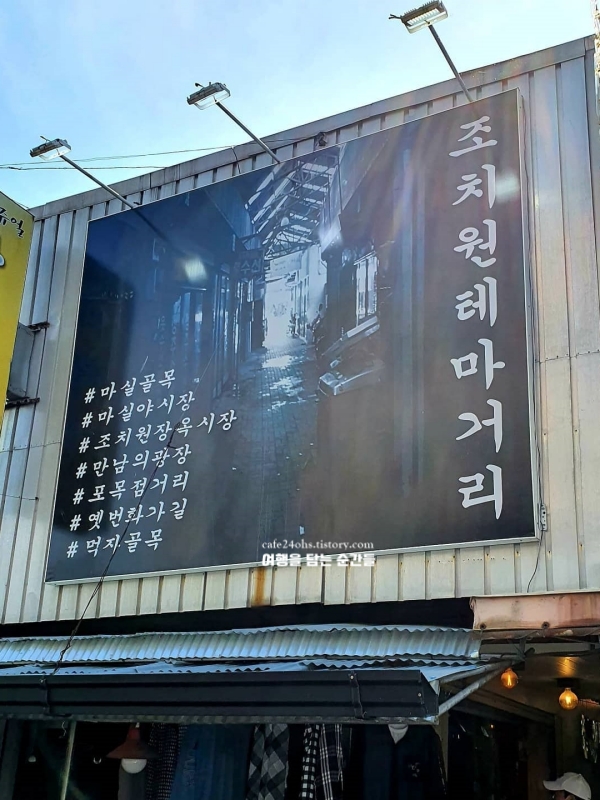 조치원테마거리
#마실골목
#마실야시장
#조치원장옥시장
#만남의광장
#포목점거리
#옛번화가길
#먹자골목
cafe24ohs.tistory.com
여행을 담는 순간들